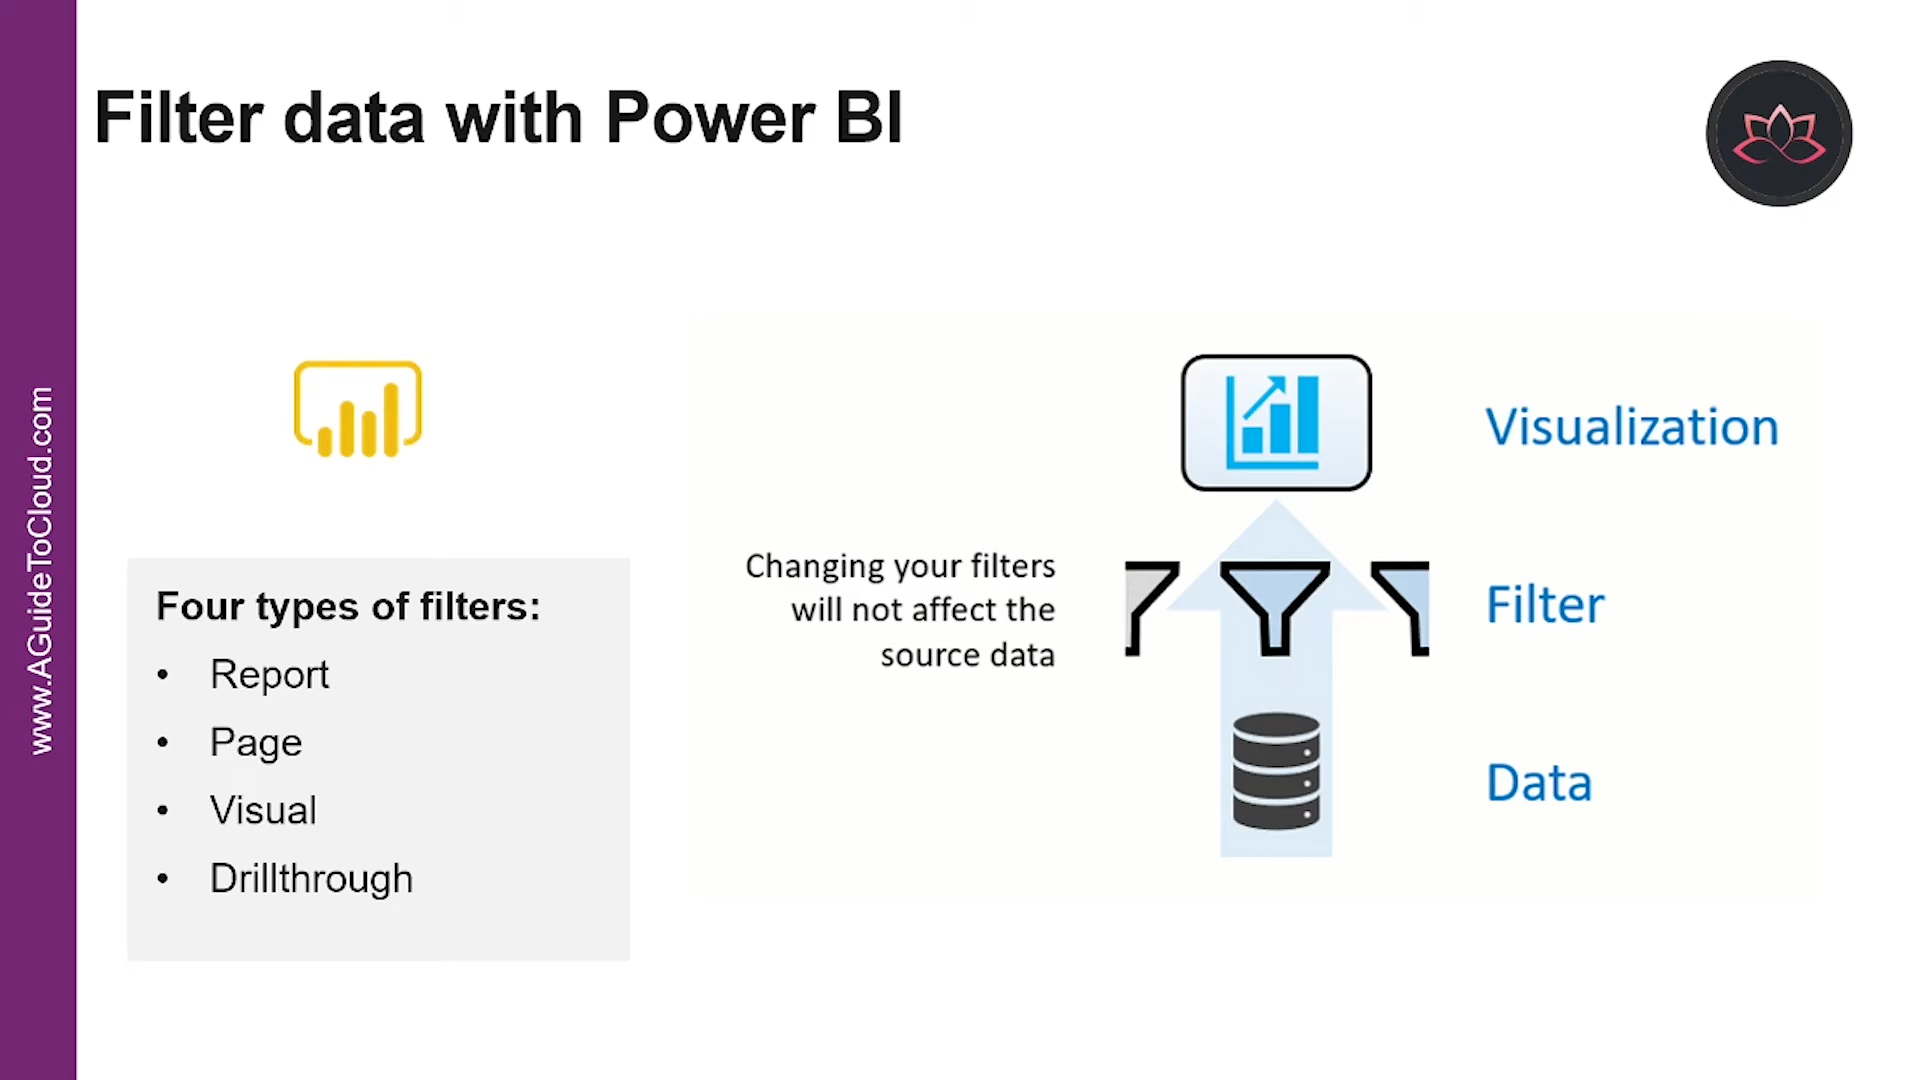 Filter data with Power BI
www.AGuideToCloud.com
Four types of filters:
• Report
• Page
• Visual
• Drillthrough
Changing your filters
will not affect the
source data
Visualization
Filter
Data